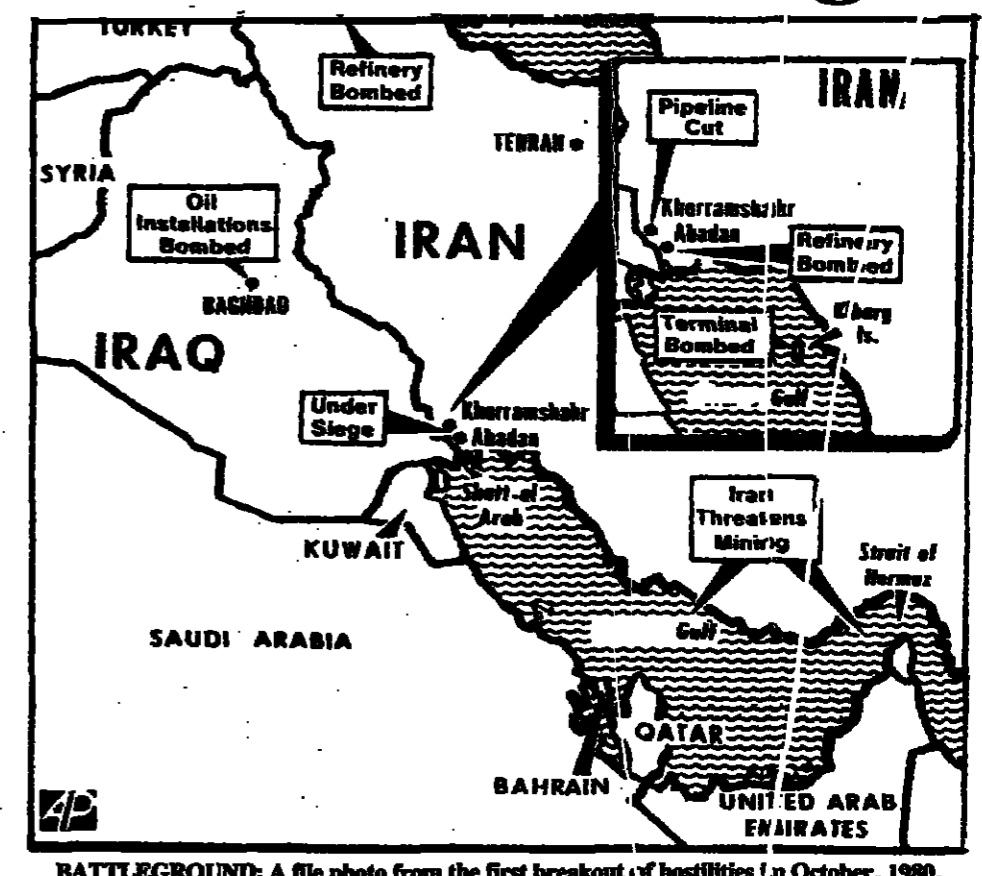 TURKEY
Refinery
Bombed
SYRIA
Oil
Installations
Bombed
BAGHDAD
IRAQ
TEHRAN
IRAN
Under
Siege
Khorramshahr
Abadan
Shatt-al
Arab
KUWAIT
SAUDI ARABIA
IRAN
Pipeline
Cut
Khorramshahr
Abadan
Refinery
Bombed
Terminal
Bombed
Kharg
Is.
Gulf
Iran
Threatens
Mining
Strait of
Hormuz
Gulf
QATAR
BAHRAIN
UNITED ARAB
EMIRATES
AP
BATTLEGROUND: A file photo from the first breakout of hostilities in October, 1980.